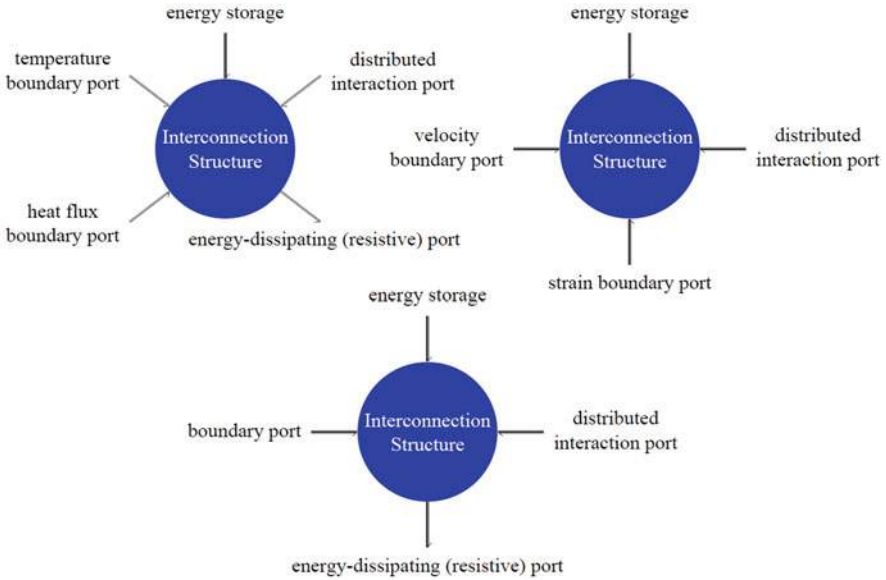 energy storage
temperature
boundary port
distributed
interaction port
Interconnection
Structure
heat flux
boundary port
energy-dissipating (resistive) port
energy storage
velocity
boundary port
Interconnection
Structure
distributed
interaction port
strain boundary port
energy storage
boundary port
Interconnection
Structure
distributed
interaction port
energy-dissipating (resistive) port